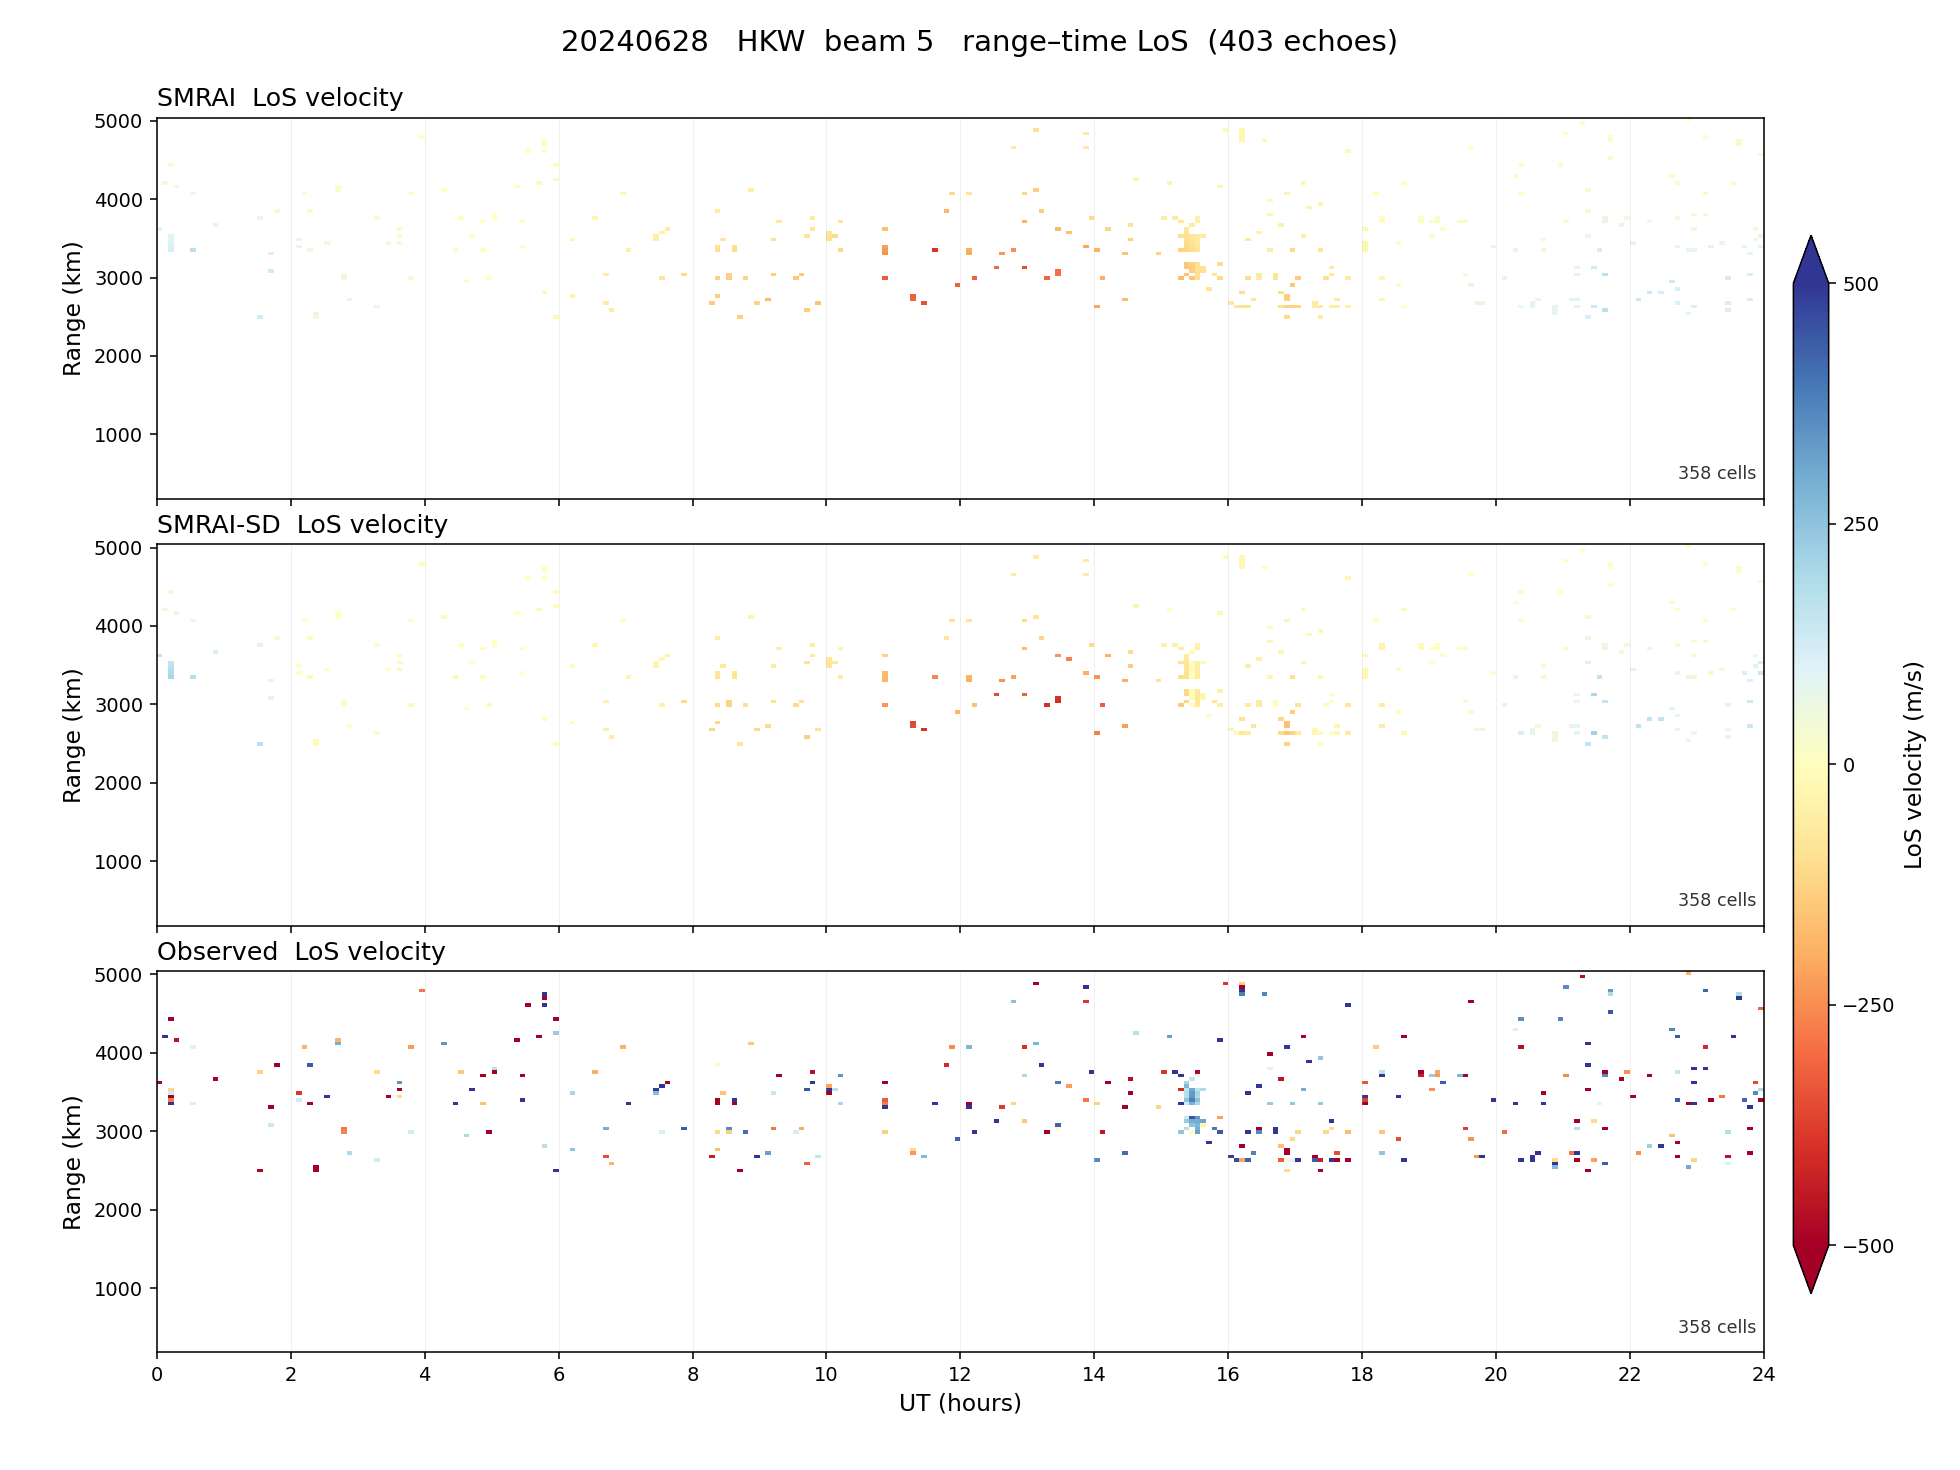 20240628   HKW  beam 5   range–time LoS  (403 echoes)
SMRAI  LoS velocity
5000
4000
3000
2000
1000
Range (km)
358 cells
SMRAI-SD  LoS velocity
5000
4000
3000
2000
1000
Range (km)
358 cells
Observed  LoS velocity
5000
4000
3000
2000
1000
Range (km)
358 cells
0 2 4 6 8 10 12 14 16 18 20 22 24
UT (hours)
500
250
0
−250
−500
LoS velocity (m/s)